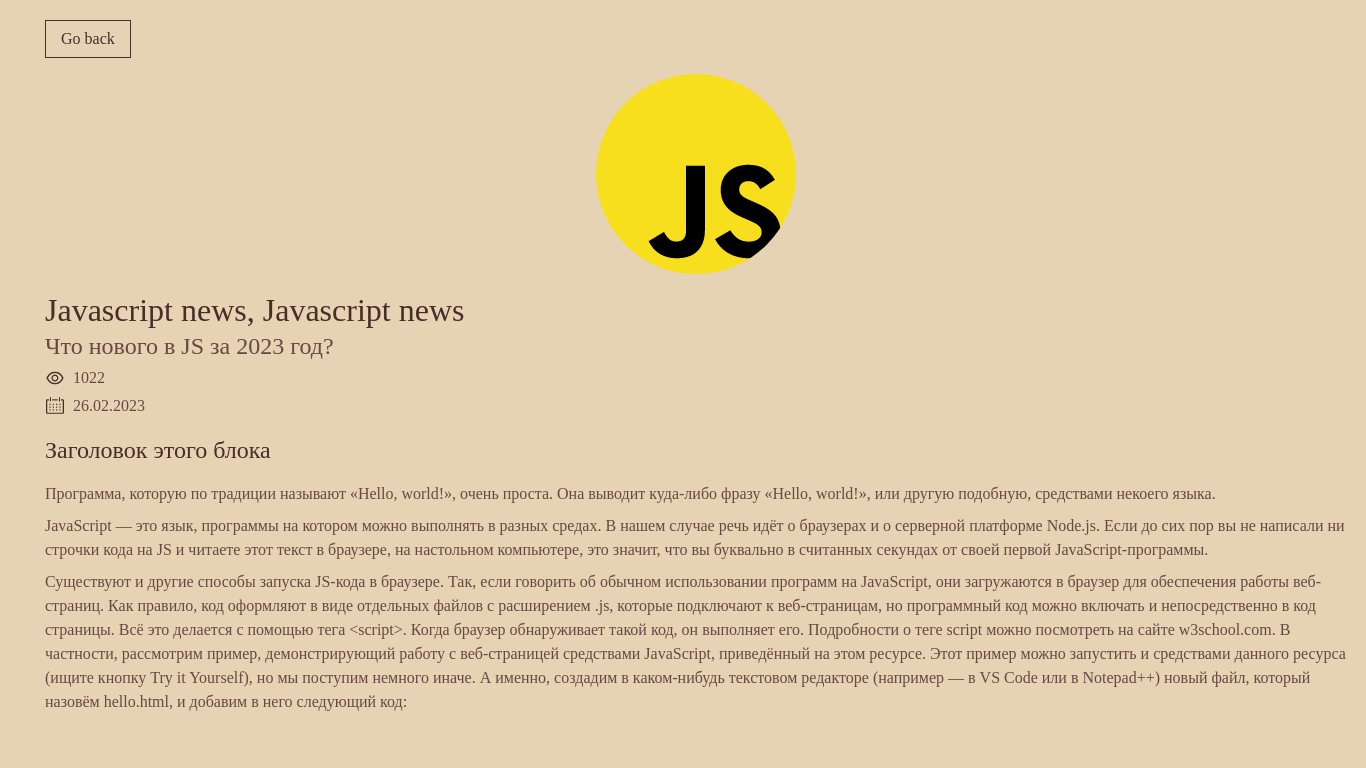 Go back
JS
Javascript news, Javascript news
Что нового в JS за 2023 год?
1022
26.02.2023
Заголовок этого блока
Программа, которую по традиции называют «Hello, world!», очень проста. Она выводит куда-либо фразу «Hello, world!», или другую подобную, средствами некоего языка.
JavaScript — это язык, программы на котором можно выполнять в разных средах. В нашем случае речь идёт о браузерах и о серверной платформе Node.js. Если до сих пор вы не написали ни
строчки кода на JS и читаете этот текст в браузере, на настольном компьютере, это значит, что вы буквально в считанных секундах от своей первой JavaScript-программы.
Существуют и другие способы запуска JS-кода в браузере. Так, если говорить об обычном использовании программ на JavaScript, они загружаются в браузер для обеспечения работы веб-
страниц. Как правило, код оформляют в виде отдельных файлов с расширением .js, которые подключают к веб-страницам, но программный код можно включать и непосредственно в код
страницы. Всё это делается с помощью тега <script>. Когда браузер обнаруживает такой код, он выполняет его. Подробности о теге script можно посмотреть на сайте w3school.com. В
частности, рассмотрим пример, демонстрирующий работу с веб-страницей средствами JavaScript, приведённый на этом ресурсе. Этот пример можно запустить и средствами данного ресурса
(ищите кнопку Try it Yourself), но мы поступим немного иначе. А именно, создадим в каком-нибудь текстовом редакторе (например — в VS Code или в Notepad++) новый файл, который
назовём hello.html, и добавим в него следующий код: